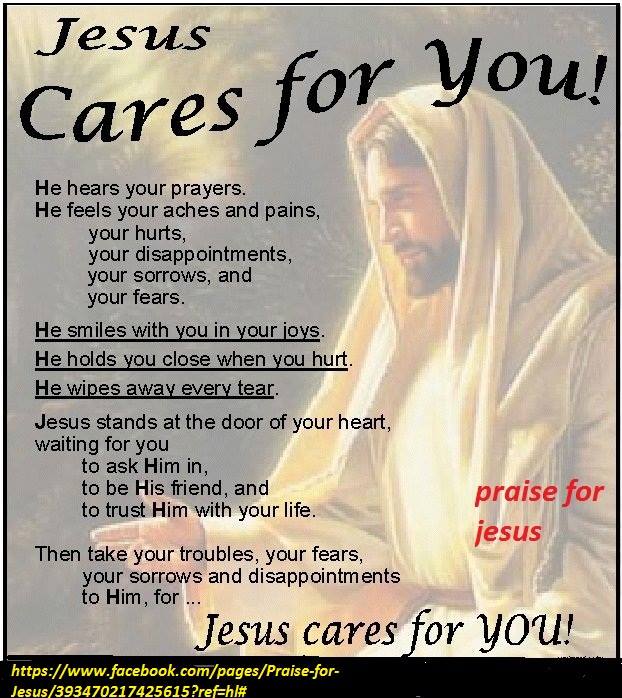 Jesus
Cares for You!
He hears your prayers.
He feels your aches and pains,
your hurts,
your disappointments,
your sorrows, and
your fears.
He smiles with you in your joys.
He holds you close when you hurt.
He wipes away every tear.
Jesus stands at the door of your heart,
waiting for you
to ask Him in,
to be His friend, and
to trust Him with your life.
praise for
jesus
Then take your troubles, your fears,
your sorrows and disappointments
to Him, for ...
Jesus cares for YOU!
https://www.facebook.com/pages/Praise-for-
Jesus/393470217425615?ref=hl#